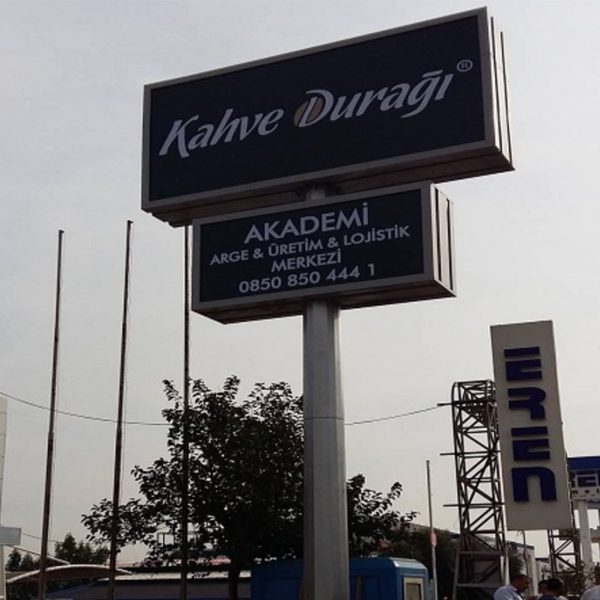 Kahve Durağı®
AKADEMİ
ARGE & ÜRETİM & LOJİSTİK
MERKEZİ
0850 850 444 1
EREN